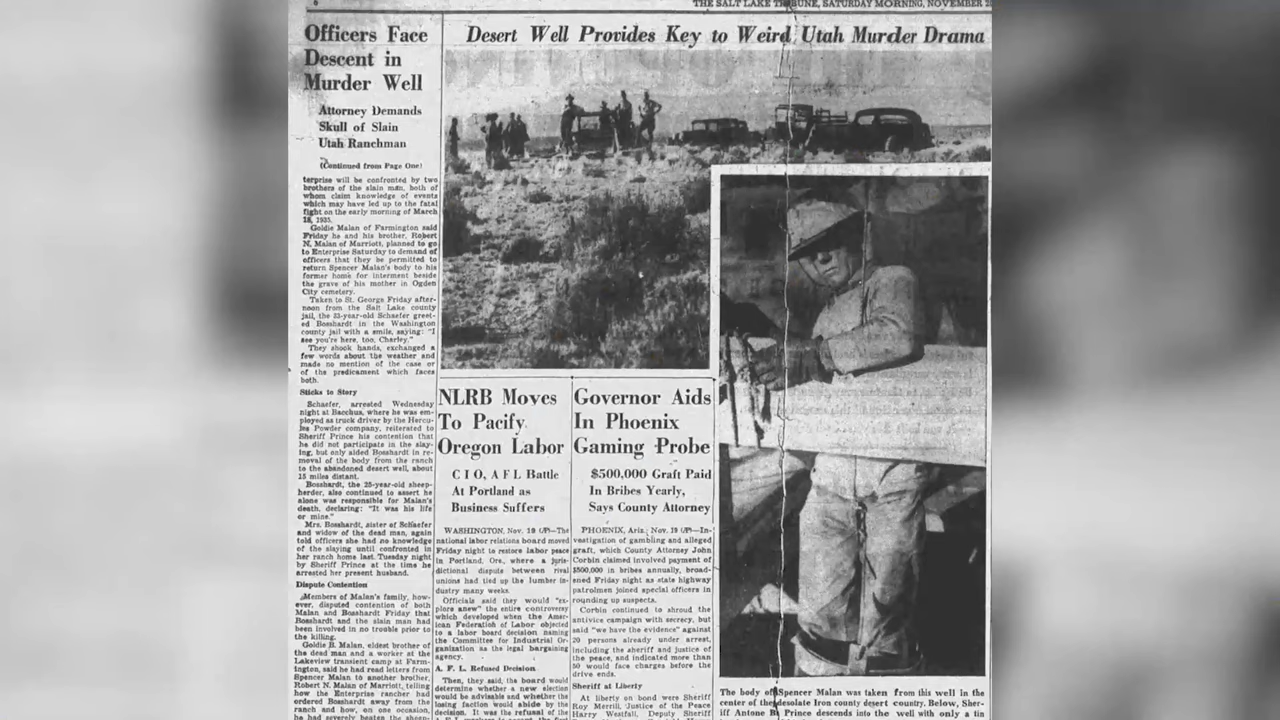 6
THE SALT LAKE TRIBUNE, SATURDAY MORNING, NOVEMBER
Officers Face
Descent in
Murder Well
Attorney Demands
Skull of Slain
Utah Ranchman
(Continued from Page One)
terprise will be confronted by two
brothers of the slain man, both of
whom claim knowledge of events
which may have led up to the fatal
fight on the early morning of March
1935.
Goldie Malan of Farmington said
Friday he and his brother, Robert
N. Malan of Marriott, planned to go
to Enterprise Saturday to demand of
officers that they be permitted to
return Spencer Malan's body to his
former home for interment beside
the grave of his mother in Ogden
City cemetery.
Taken to St. George Friday after-
noon from the Salt Lake county
jail, the 33-year-old Schaefer greet-
ed Bosshardt in the Washington
county jail with a smile, saying: "I
see you're here, too, Charley."
They shook hands, exchanged a
few words about the weather and
made no mention of the case or
of the predicament which faces
both.
Sticks to Story
Schaefer, arrested Wednesday
night at Bacchus, where he was em-
ployed as truck driver by the Hercu-
les Powder company, reiterated to
Sheriff Prince his contention that
he did not participate in the slay-
ing, but only aided Bosshardt in re-
moval of the body from the ranch
to the abandoned desert well, about
15 miles distant.
Bosshardt, the 25-year-old sheep-
herder, also continued to assert he
alone was responsible for Malan's
death, declaring: "It was his life
or mine."
Mrs. Bosshardt, sister of Schaefer
and widow of the dead man, again
told officers she had no knowledge
of the slaying until confronted in
her ranch home last Tuesday night
by Sheriff Prince at the time he
arrested her present husband.
Dispute Contention
Members of Malan's family, how-
ever, disputed contention of both
Malan and Bosshardt Friday that
Bosshardt and the slain man had
been involved in no trouble prior to
the killing.
Goldie B. Malan, eldest brother of
the dead man and a worker at the
Lakeview transient camp at Farm-
ington, said he had read letters from
Spencer Malan to another brother,
Robert N. Malan of Marriott, telling
how the Enterprise rancher had
ordered Bosshardt away from the
ranch and how, on one occasion,
he had severely beaten the sheep-
Desert Well Provides Key to Weird Utah Murder Drama
NLRB Moves
To Pacify
Oregon Labor
CIO, AFL Battle
At Portland as
Business Suffers
WASHINGTON, Nov. 19 (UP)—The
national labor relations board moved
Friday night to restore labor peace
in Portland, Ore., where a juris-
dictional dispute between rival
unions had tied up the lumber in-
dustry many weeks.
Officials said they would "ex-
plore anew" the entire controversy
which developed when the Amer-
ican Federation of Labor objected
to a labor board decision naming
the Committee for Industrial Or-
ganization as the legal bargaining
agency.
A. F. L. Refused Decision
Then, they said, the board would
determine whether a new election
would be advisable and whether the
losing faction would abide by the
decision. It was the refusal of the
Governor Aids
In Phoenix
Gaming Probe
$500,000 Graft Paid
In Bribes Yearly,
Says County Attorney
PHOENIX, Ariz., Nov. 19 (UP)—In-
vestigation of gambling and alleged
graft, which County Attorney John
Corbin claimed involved payment of
$500,000 in bribes annually, broad-
ened Friday night as state highway
patrolmen joined special officers in
rounding up suspects.
Corbin continued to shroud the
antivice campaign with secrecy, but
said "we have the evidence" against
20 persons already under arrest,
including the sheriff and justice of
the peace, and indicated more than
50 would face charges before the
drive ends.
Sheriff at Liberty
At liberty on bond were Sheriff
Roy Merrill, Justice of the Peace
Harry Westfall, Deputy Sheriff
The body of Spencer Malan was taken from this well in the
center of the desolate Iron county desert country. Below, Sher-
iff Antone B. Prince descends into the well with only a tin